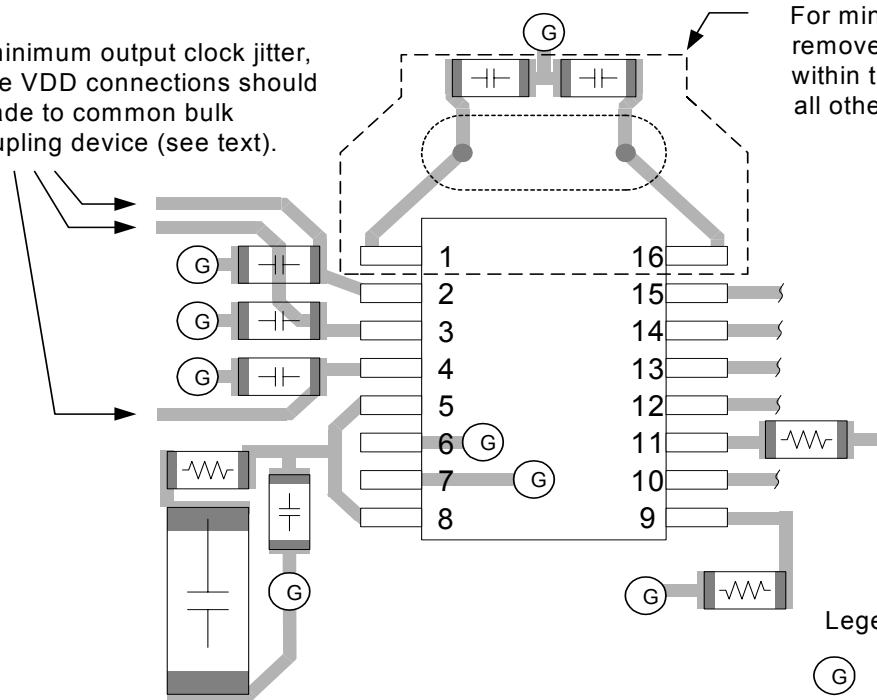 G
For min
minimum output clock jitter,
remove
e VDD connections should
within t
ade to common bulk
all othe
upling device (see text).
G
1
16
2
15
G
3
14
G
4
13
5
12
6
G
11
7
G
10
8
9
G
G
Lege
G